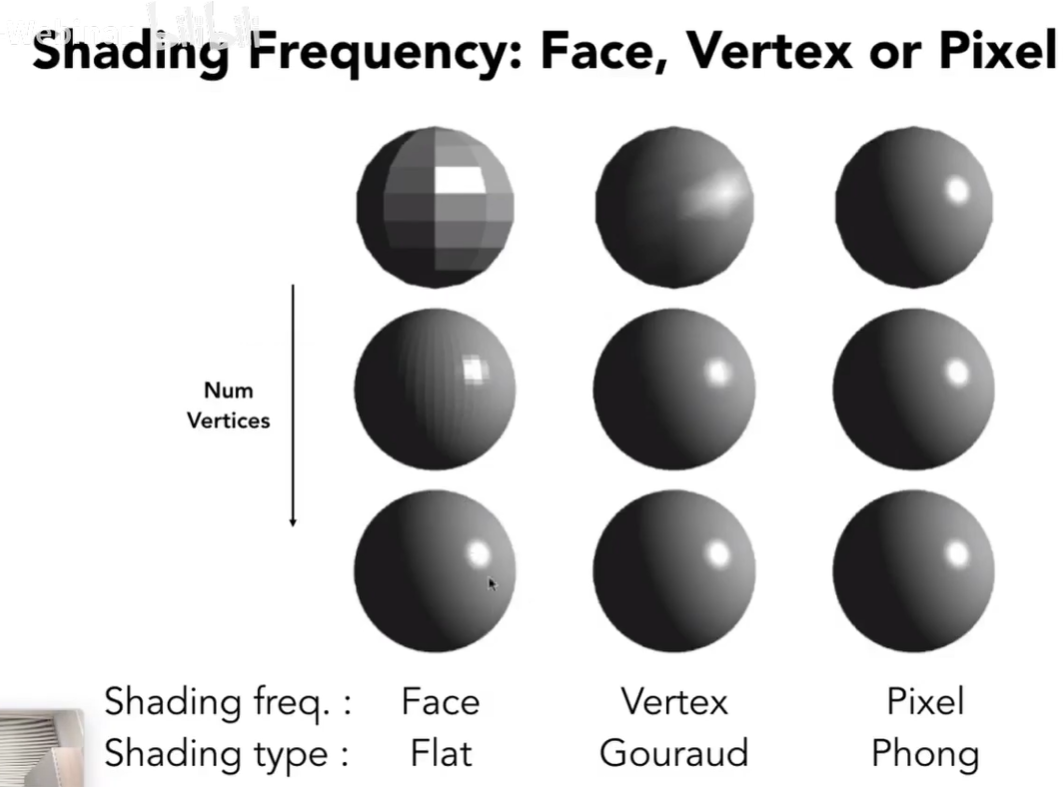 Shading Frequency: Face, Vertex or Pixel
Num
Vertices
Shading freq. : Face Vertex Pixel
Shading type : Flat Gouraud Phong